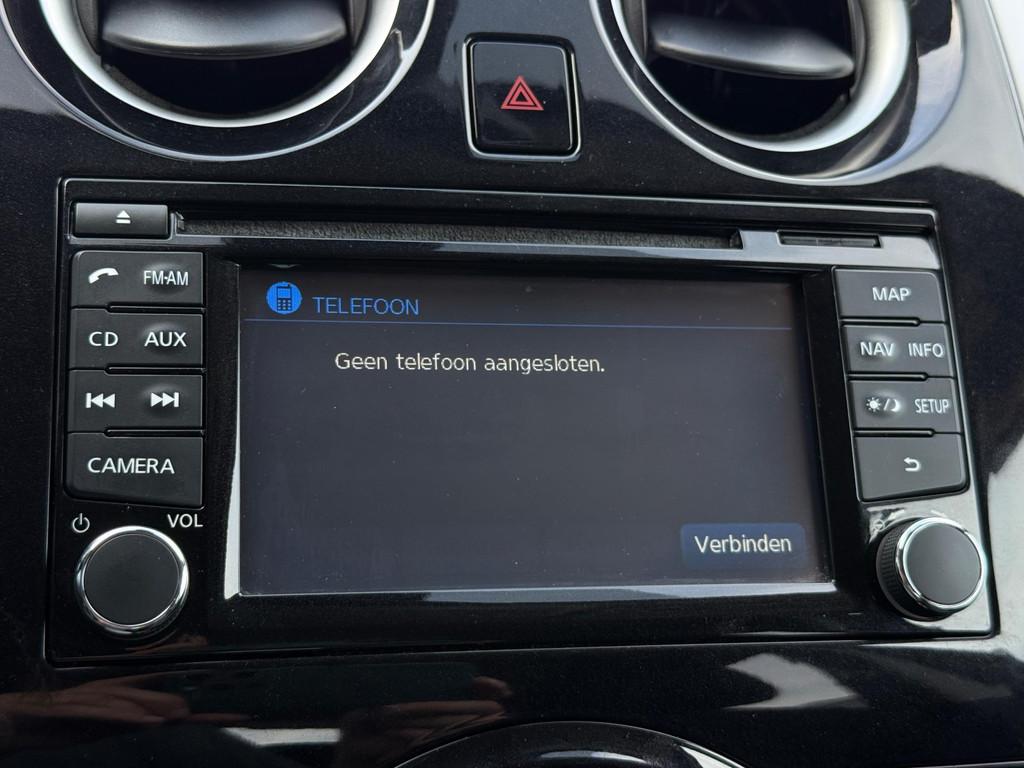 FM·AM
CD AUX
CAMERA
VOL
TELEFOON
Geen telefoon aangesloten.
Verbinden
MAP
NAV INFO
SETUP